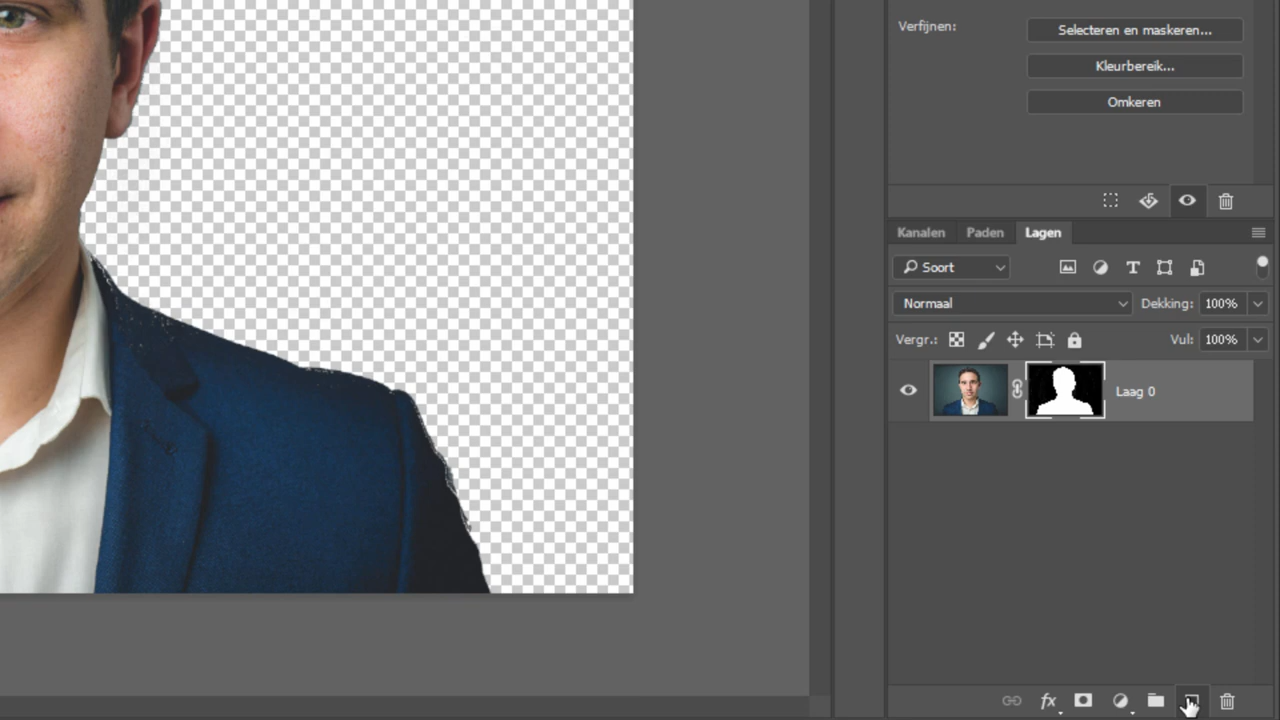 Verfijnen:
Selecteren en maskeren...
Kleurbereik...
Omkeren
Kanalen Paden Lagen
Soort
Normaal Dekking: 100%
Vergr.: Vul: 100%
Laag 0
fx